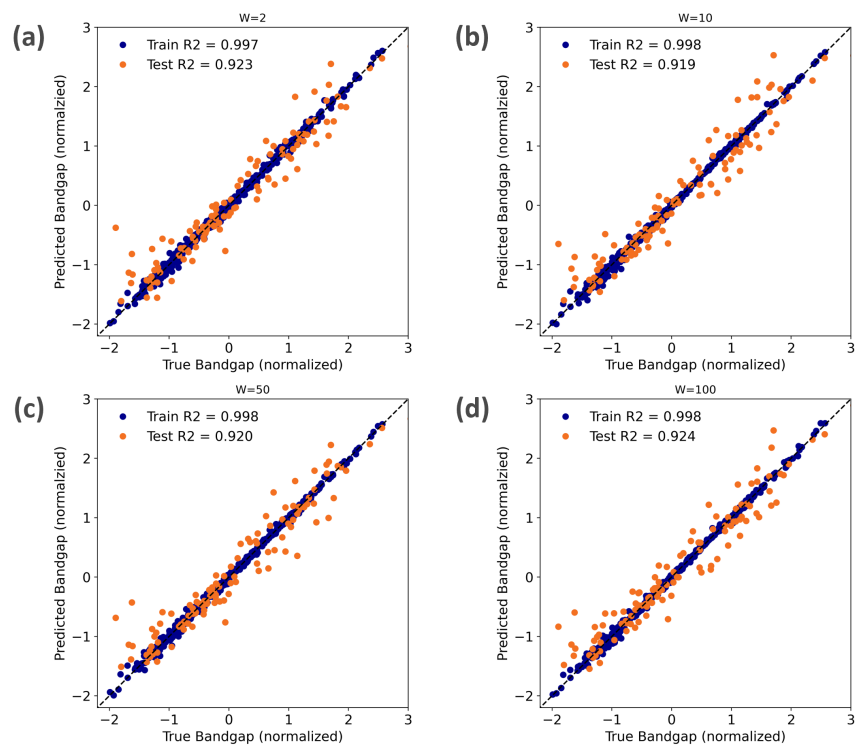 (a)
W=2
Train R2 = 0.997
Test R2 = 0.923
3
2
1
0
−1
−2
Predicted Bandgap (normalzied)
−2 −1 0 1 2 3
True Bandgap (normalized)
(b)
W=10
Train R2 = 0.998
Test R2 = 0.919
3
2
1
0
−1
−2
Predicted Bandgap (normalzied)
−2 −1 0 1 2 3
True Bandgap (normalized)
(c)
W=50
Train R2 = 0.998
Test R2 = 0.920
3
2
1
0
−1
−2
Predicted Bandgap (normalzied)
−2 −1 0 1 2 3
True Bandgap (normalized)
(d)
W=100
Train R2 = 0.998
Test R2 = 0.924
3
2
1
0
−1
−2
Predicted Bandgap (normalzied)
−2 −1 0 1 2 3
True Bandgap (normalized)